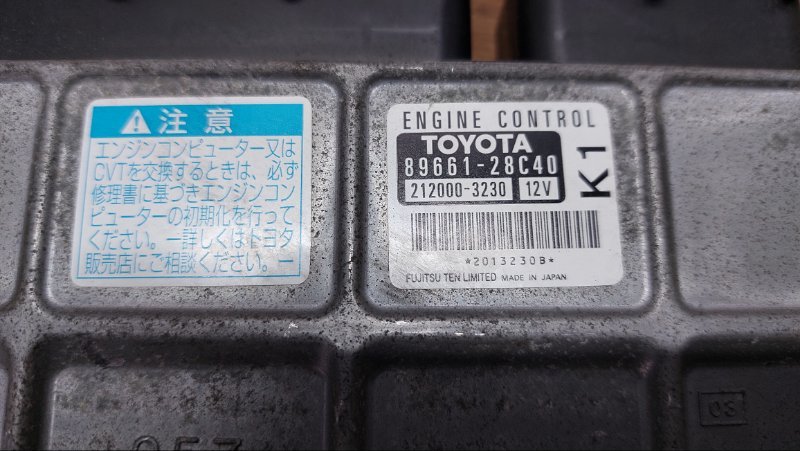 ⚠注意
エンジンコンピューター又は
CVTを交換するときは、必ず
修理書に基づきエンジンコン
ピューターの初期化を行って
ください。ー詳しくはトヨタ
販売店にご相談ください。ー
ENGINE CONTROL
TOYOTA
89661-28C40
212000-3230 12V
K1
*2013230B*
FUJITSU TEN LIMITED MADE IN JAPAN
03